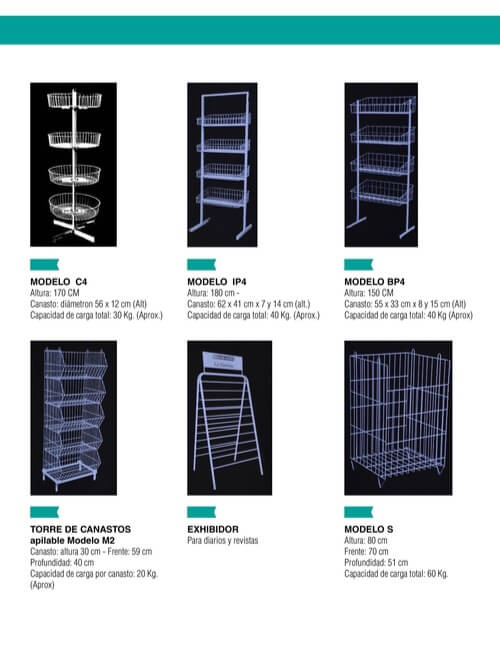 MODELO C4
Altura: 170 CM
Canasto: diámetron 56 x 12 cm (Alt)
Capacidad de carga total: 30 Kg. (Aprox.)
MODELO IP4
Altura: 180 cm -
Canasto: 62 x 41 cm x 7 y 14 cm (alt.)
Capacidad de carga total: 40 Kg. (Aprox.)
MODELO BP4
Altura: 150 CM
Canasto: 55 x 33 cm x 8 y 15 cm (Alt)
Capacidad de carga total: 40 Kg (Aprox)
TORRE DE CANASTOS
apilable Modelo M2
Canasto: altura 30 cm - Frente: 59 cm
Profundidad: 40 cm
Capacidad de carga por canasto: 20 Kg.
(Aprox)
EXHIBIDOR
Para diarios y revistas
MODELO S
Altura: 80 cm
Frente: 70 cm
Profundidad: 51 cm
Capacidad de carga total: 60 Kg.